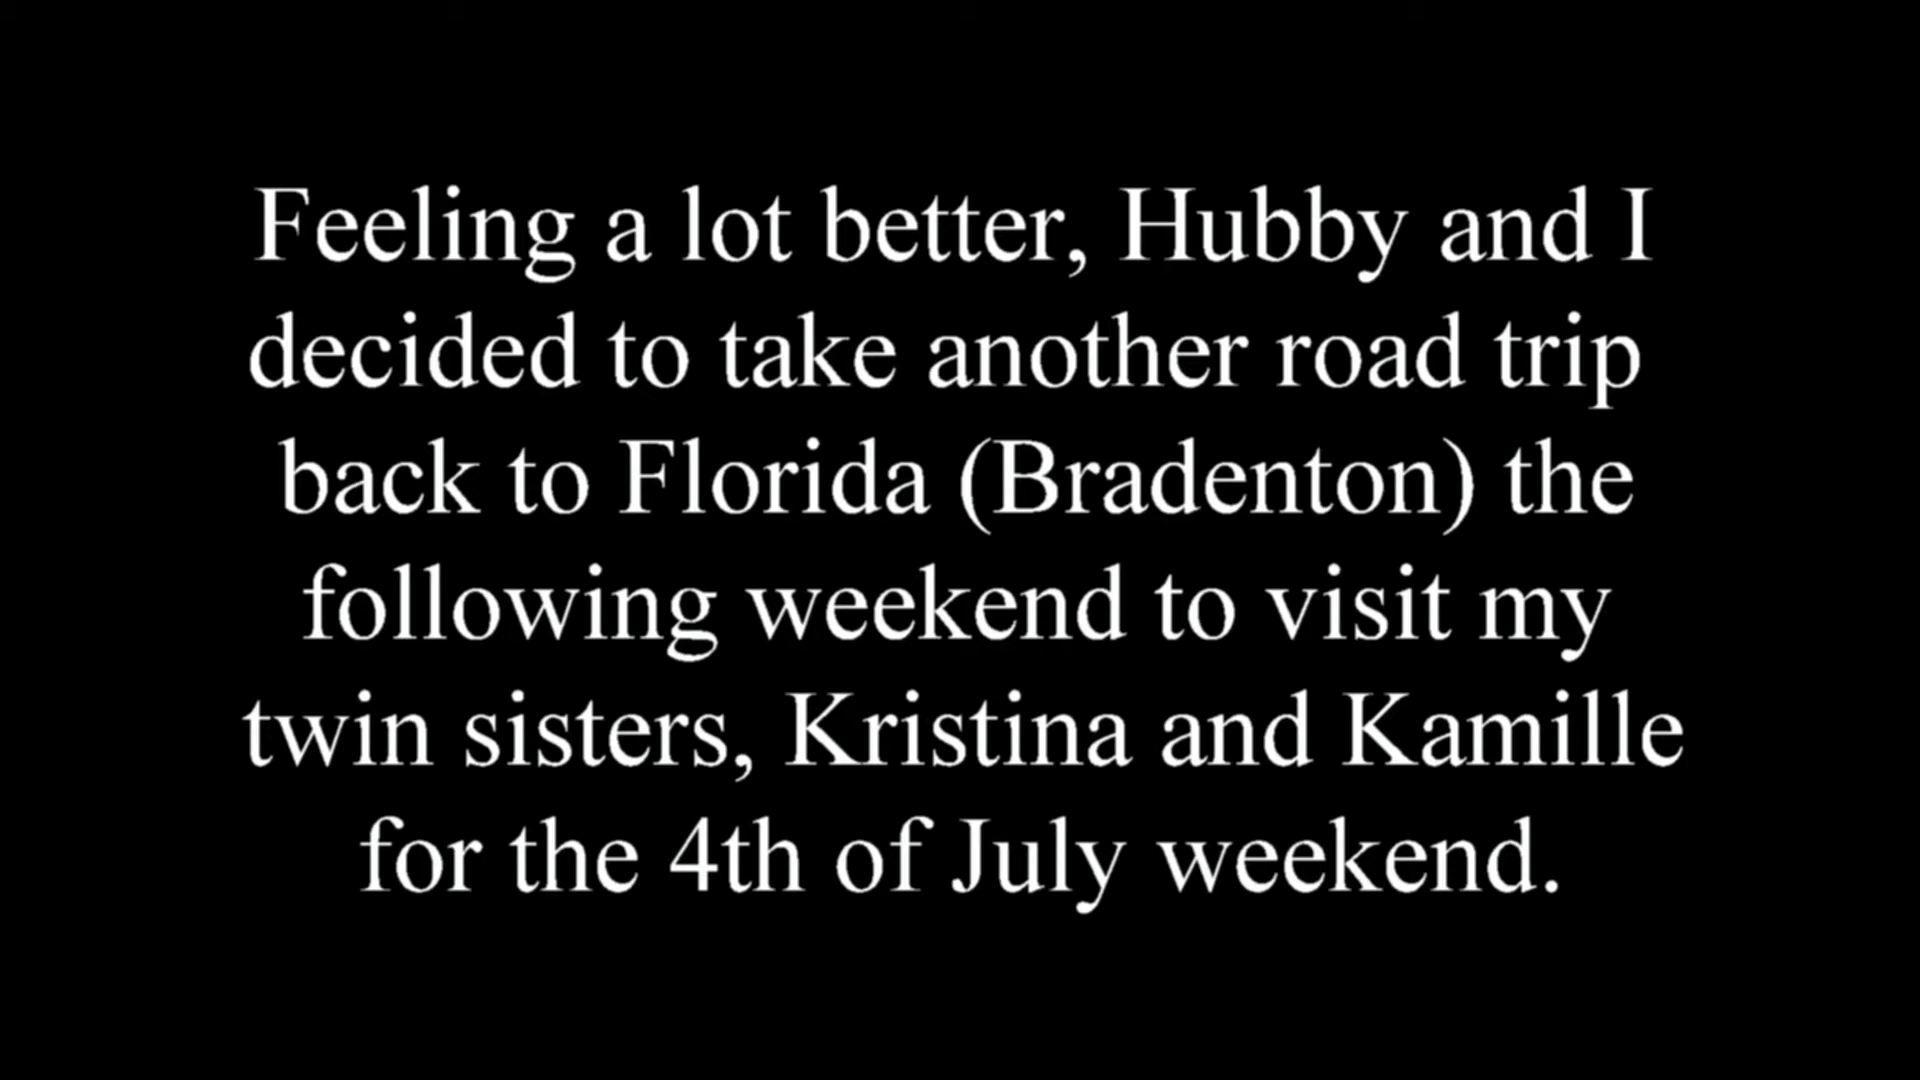 Feeling a lot better, Hubby and I
decided to take another road trip
back to Florida (Bradenton) the
following weekend to visit my
twin sisters, Kristina and Kamille
for the 4th of July weekend.